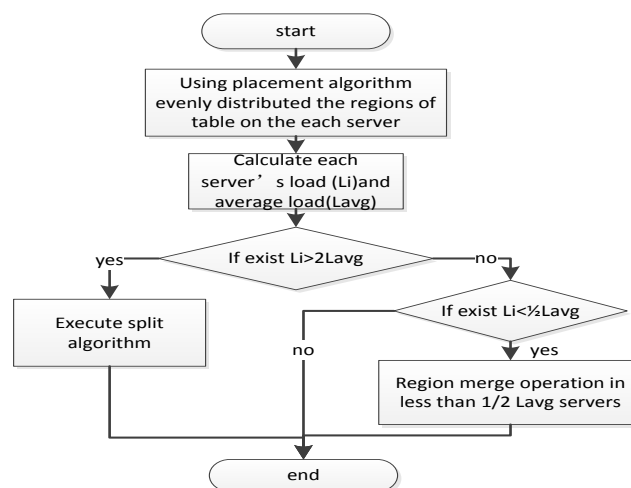 start
Using placement algorithm
evenly distributed the regions of
table on the each server
Calculate each
server’s load (Li)and
average load(Lavg)
If exist Li>2Lavg
yes
no
Execute split
algorithm
If exist Li<½Lavg
no
yes
Region merge operation in
less than 1/2 Lavg servers
end